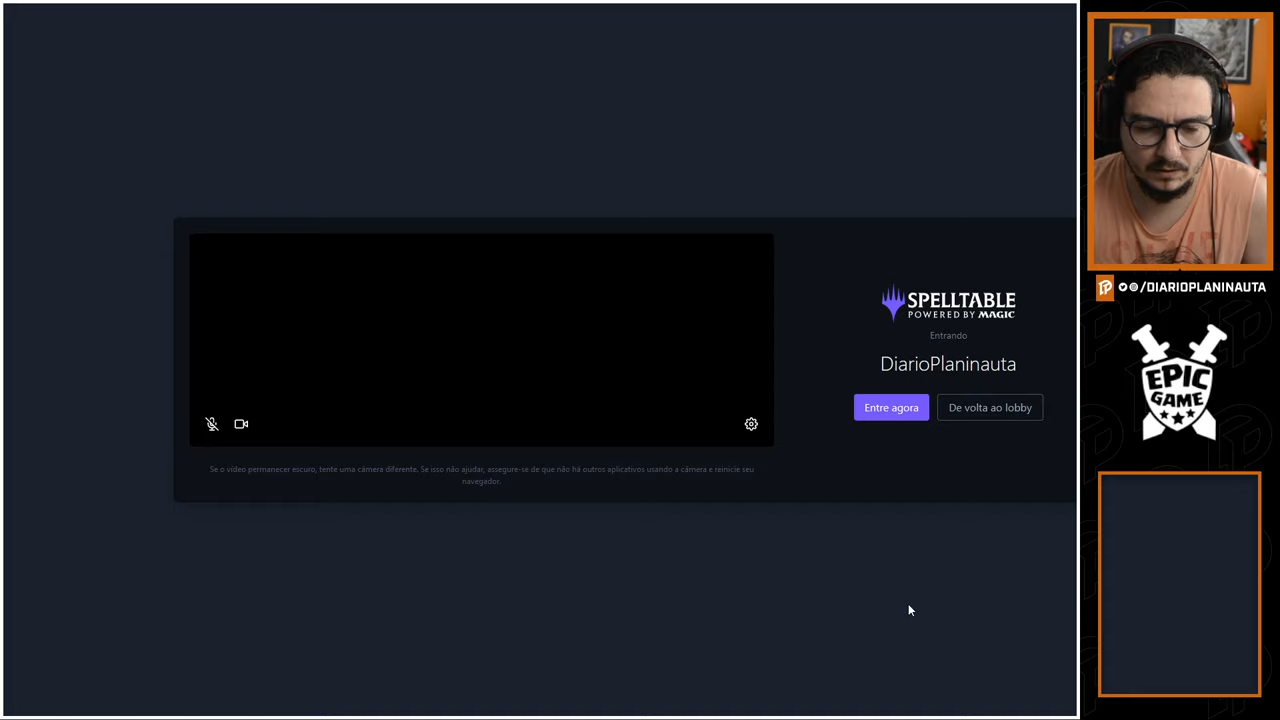 SPELLTABLE
POWERED BY MAGIC
Entrando
DiarioPlaninauta
Entre agora
De volta ao lobby
Se o vídeo permanecer escuro, tente uma câmera diferente. Se isso não ajudar, assegure-se de que não há outros aplicativos usando a câmera e reinicie seu
navegador.
/DIARIOPLANINAUTA
EPIC
GAME